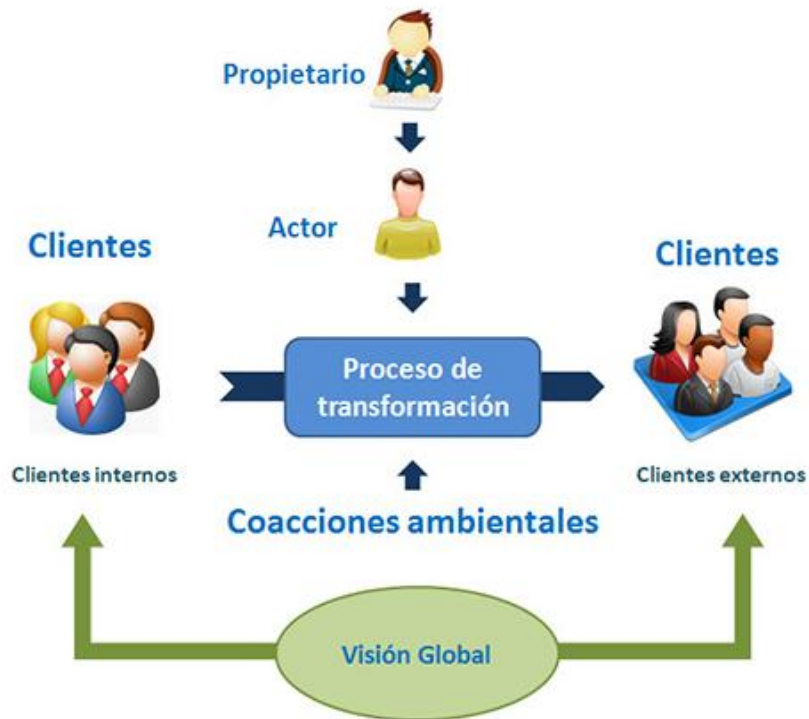 Propietario
Actor
Clientes
Clientes
Proceso de
transformación
Clientes internos
Clientes externos
Coacciones ambientales
Visión Global